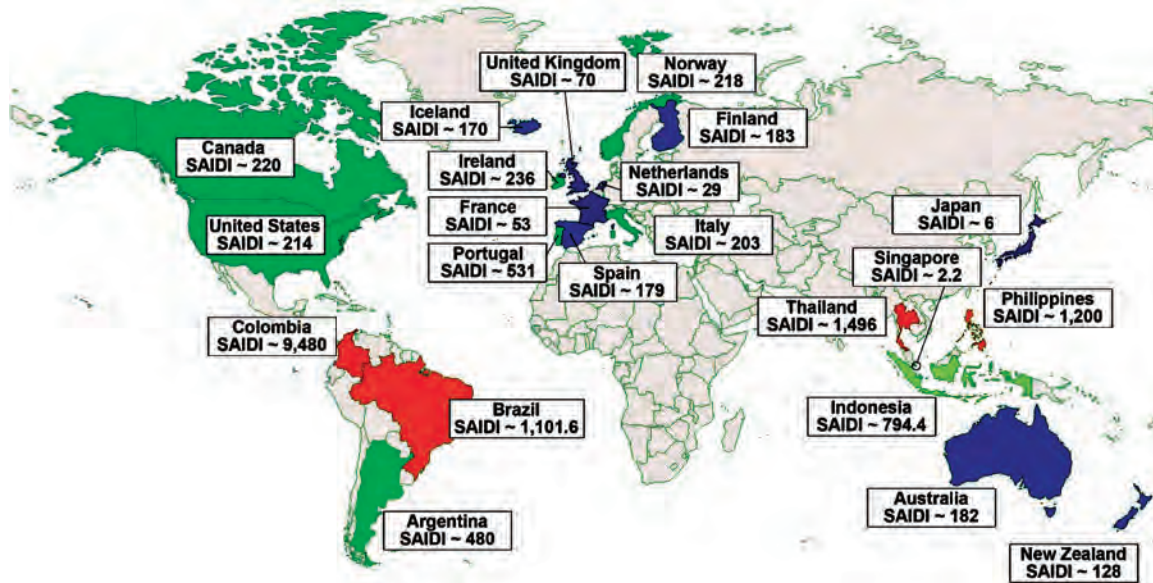 United Kingdom
SAIDI ~ 70
Norway
SAIDI ~ 218
Iceland
SAIDI ~ 170
Finland
SAIDI ~ 183
Canada
SAIDI ~ 220
Ireland
SAIDI ~ 236
Netherlands
SAIDI ~ 29
France
SAIDI ~ 53
Japan
SAIDI ~ 6
United States
SAIDI ~ 214
Italy
SAIDI ~ 203
Portugal
SAIDI ~ 531
Singapore
SAIDI ~ 2.2
Spain
SAIDI ~ 179
Thailand
SAIDI ~ 1,496
Philippines
SAIDI ~ 1,200
Colombia
SAIDI ~ 9,480
Brazil
SAIDI ~ 1,101.6
Indonesia
SAIDI ~ 794.4
Australia
SAIDI ~ 182
Argentina
SAIDI ~ 480
New Zealand
SAIDI ~ 128